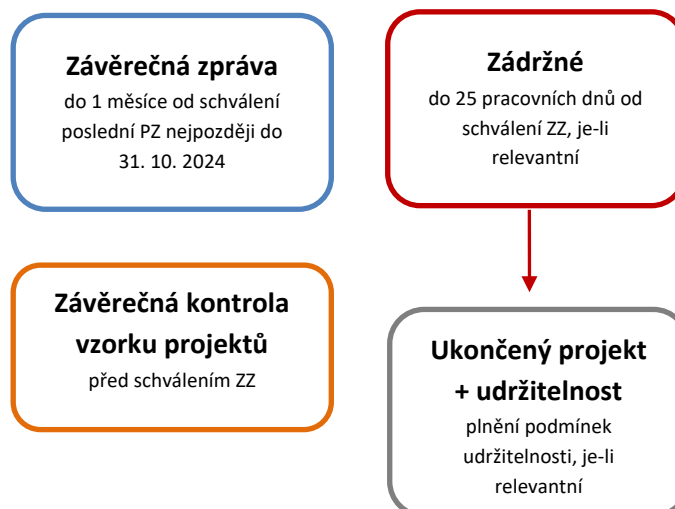 Závěrečná zpráva
do 1 měsíce od schválení
poslední PZ nejpozději do
31. 10. 2024
Zádržné
do 25 pracovních dnů od
schválení ZZ, je-li
relevantní
Závěrečná kontrola
vzorku projektů
před schválením ZZ
Ukončený projekt
+ udržitelnost
plnění podmínek
udržitelnosti, je-li
relevantní